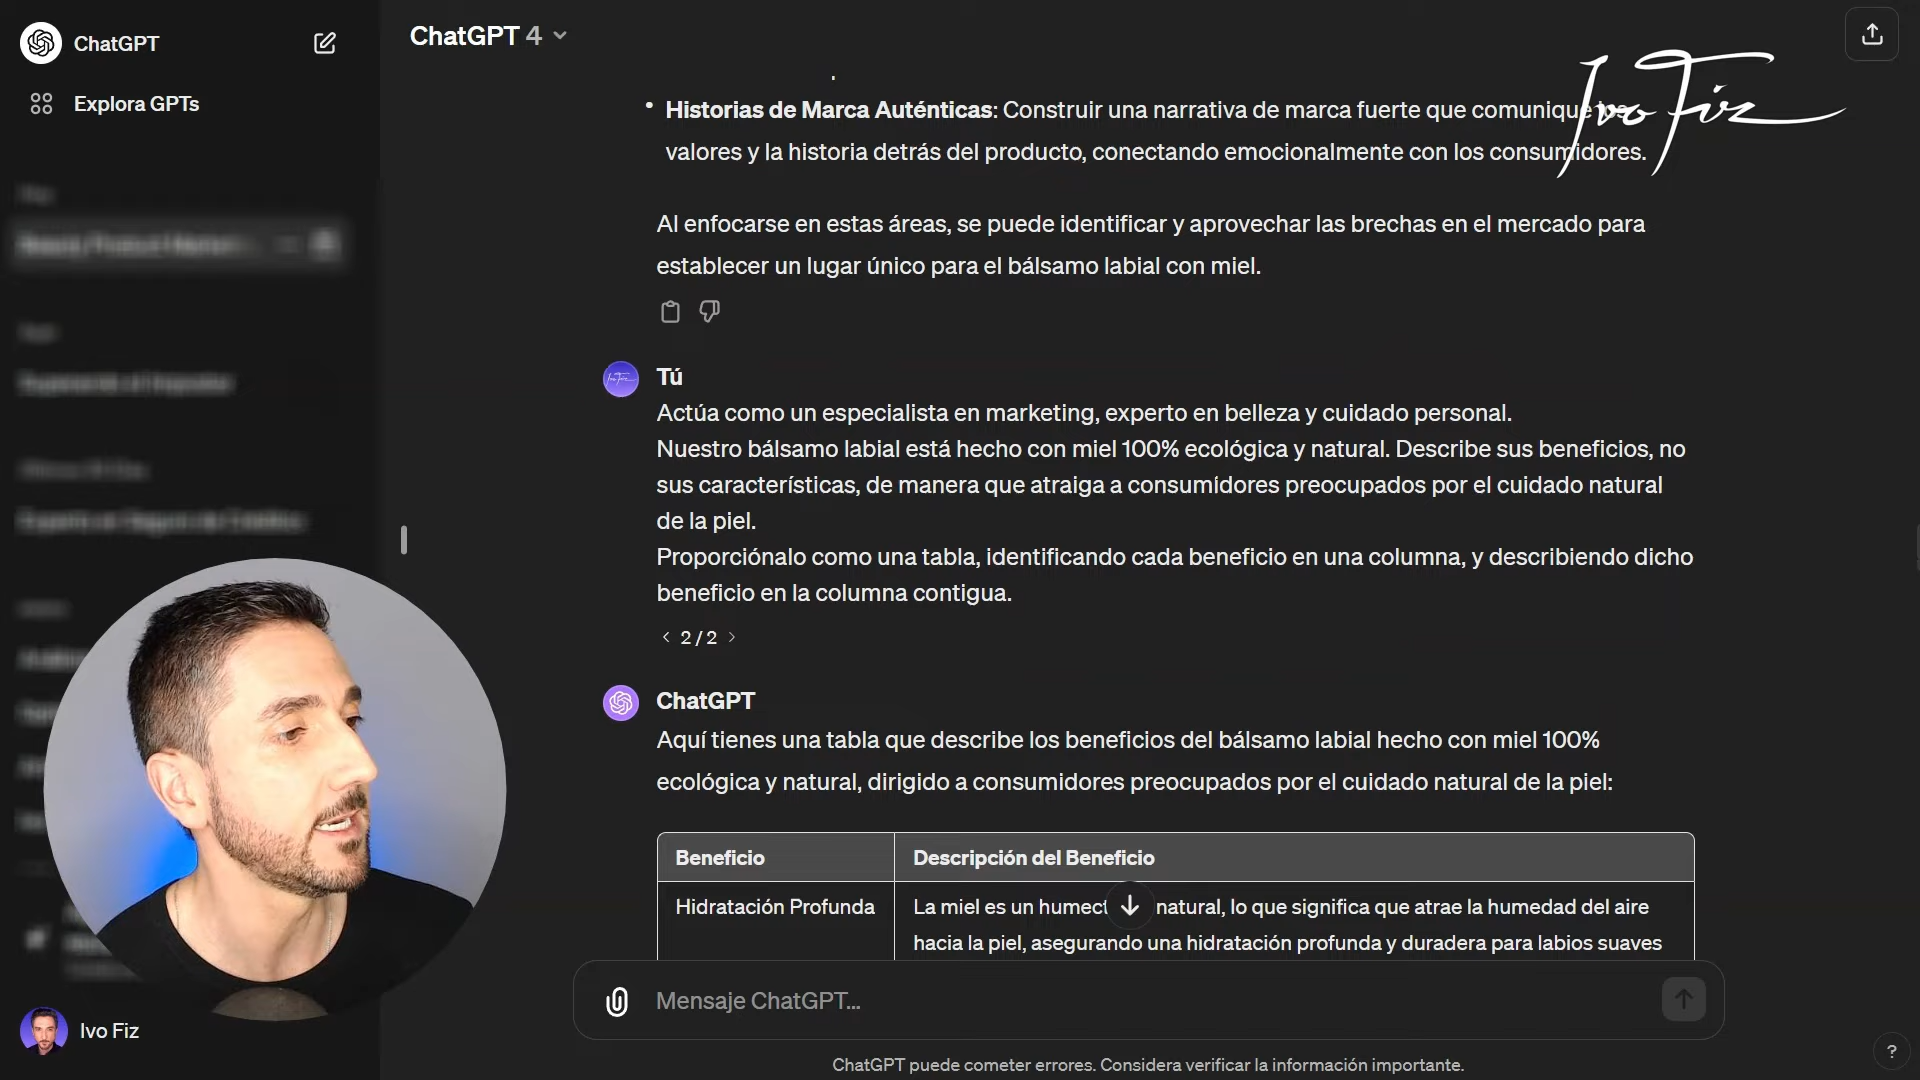 ChatGPT
ChatGPT 4
Ivo Fiz
Explora GPTs
• Historias de Marca Auténticas: Construir una narrativa de marca fuerte que comunique los
valores y la historia detrás del producto, conectando emocionalmente con los consumidores.
Al enfocarse en estas áreas, se puede identificar y aprovechar las brechas en el mercado para
establecer un lugar único para el bálsamo labial con miel.
Tú
Actúa como un especialista en marketing, experto en belleza y cuidado personal.
Nuestro bálsamo labial está hecho con miel 100% ecológica y natural. Describe sus beneficios, no
sus características, de manera que atraiga a consumídores preocupados por el cuidado natural
de la piel.
Proporciónalo como una tabla, identificando cada beneficio en una columna, y describiendo dicho
beneficio en la columna contigua.
< 2 / 2 >
ChatGPT
Aquí tienes una tabla que describe los beneficios del bálsamo labial hecho con miel 100%
ecológica y natural, dirigido a consumidores preocupados por el cuidado natural de la piel:
Beneficio Descripción del Beneficio
Hidratación Profunda La miel es un humect natural, lo que significa que atrae la humedad del aire
hacia la piel, asegurando una hidratación profunda y duradera para labios suaves
Mensaje ChatGPT...
Ivo Fiz
ChatGPT puede cometer errores. Considera verificar la información importante.
?